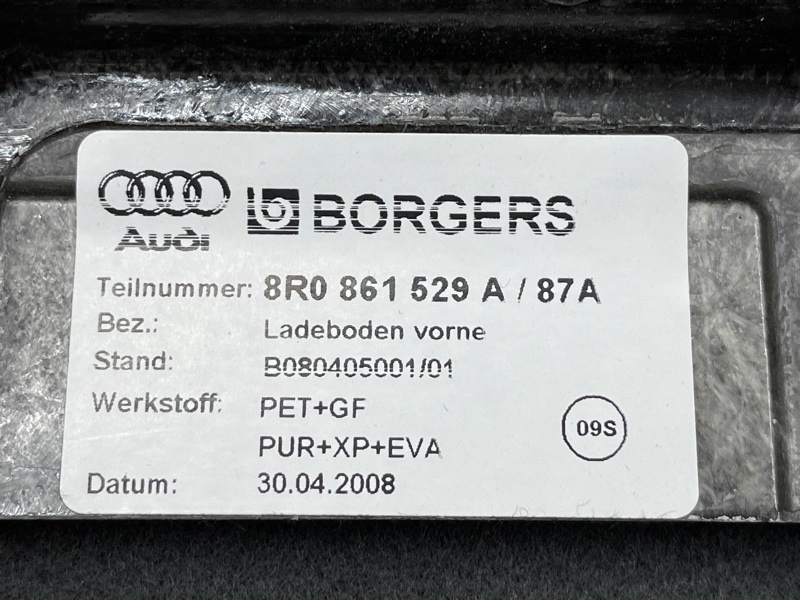 Audi BORGERS
Teilnummer: 8R0 861 529 A / 87A
Bez.: Ladeboden vorne
Stand: B080405001/01
Werkstoff: PET+GF
PUR+XP+EVA
09S
Datum: 30.04.2008